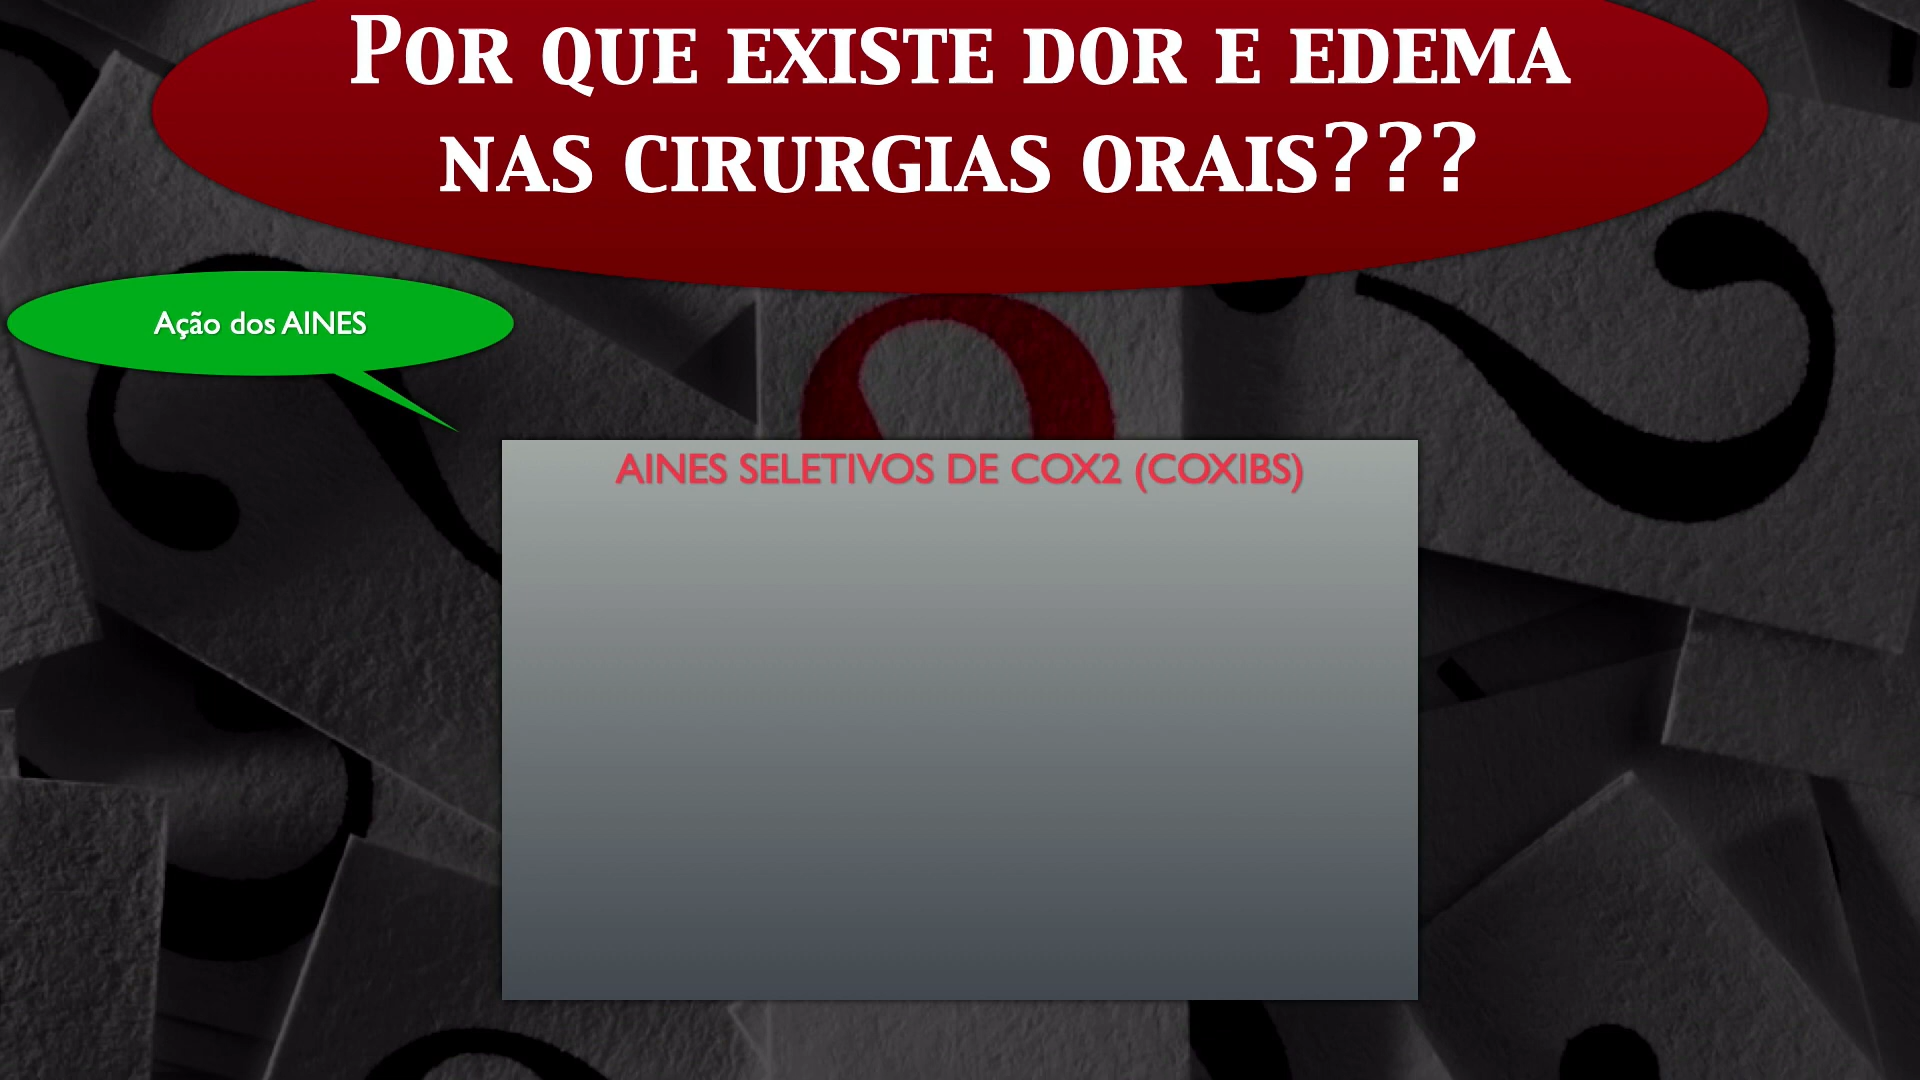 Por que existe dor e edema
nas cirurgias orais???
Ação dos AINES
AINES SELETIVOS DE COX2 (COXIBS)